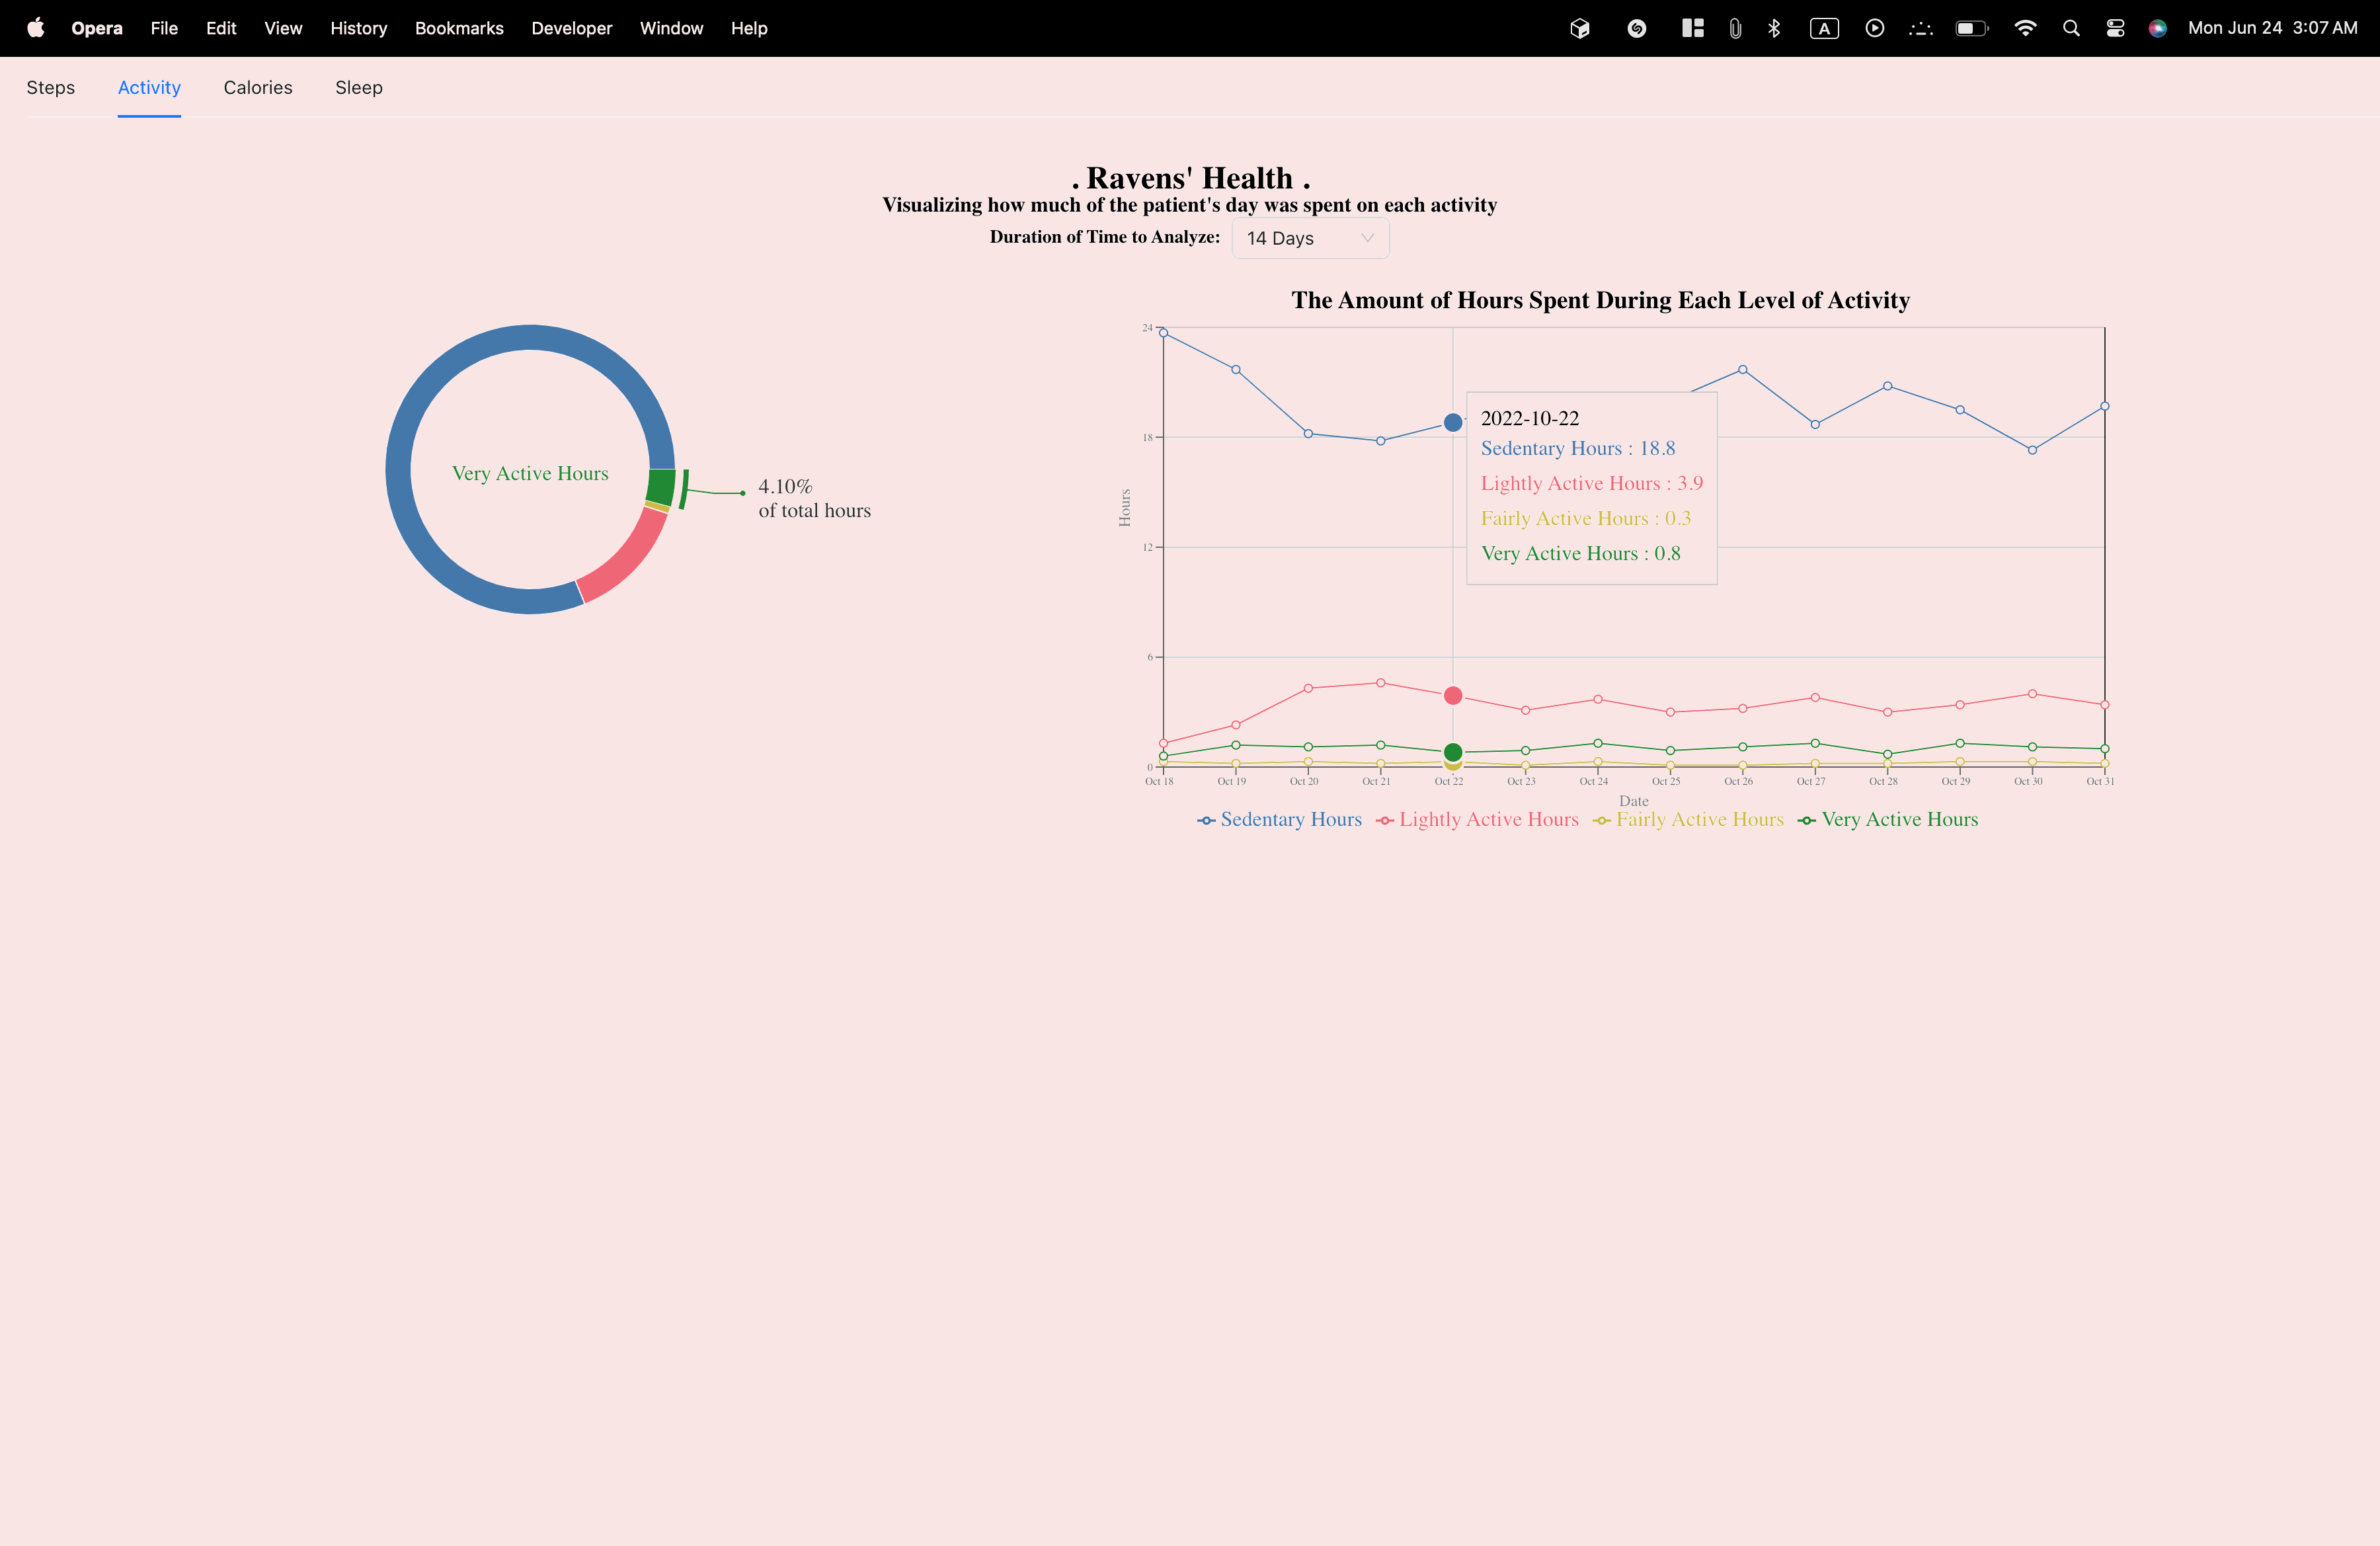 Opera File Edit View History Bookmarks Developer Window Help A Mon Jun 24 3:07 AM
Steps Activity Calories Sleep
. Ravens' Health .
Visualizing how much of the patient's day was spent on each activity
Duration of Time to Analyze: 14 Days
Very Active Hours
4.10%
of total hours
The Amount of Hours Spent During Each Level of Activity
24
18
12
6
0
Hours
2022-10-22
Sedentary Hours : 18.8
Lightly Active Hours : 3.9
Fairly Active Hours : 0.3
Very Active Hours : 0.8
Oct 18 Oct 19 Oct 20 Oct 21 Oct 22 Oct 23 Oct 24 Oct 25 Oct 26 Oct 27 Oct 28 Oct 29 Oct 30 Oct 31
Date
Sedentary Hours Lightly Active Hours Fairly Active Hours Very Active Hours